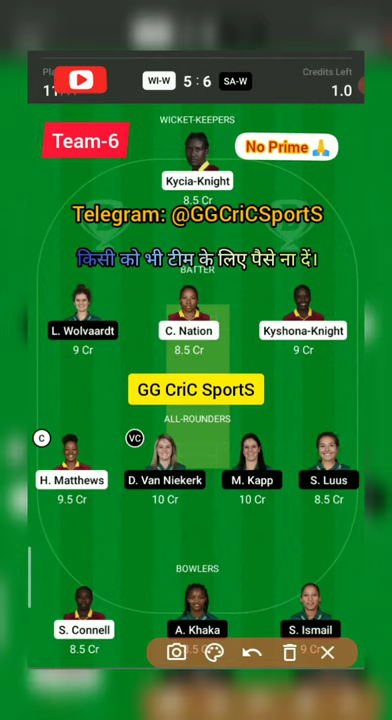 Credits Left
WI-W 5 : 6 SA-W
1.0
WICKET-KEEPERS
Team-6
No Prime 🙏
Kycia-Knight
8.5 Cr
Telegram: @GGCriCSportS
किसी को भी टीम के लिए पैसे ना दें।
BATTER
L. Wolvaardt
C. Nation
Kyshona-Knight
9 Cr
8.5 Cr
9 Cr
GG CriC SportS
ALL-ROUNDERS
C
VC
H. Matthews
D. Van Niekerk
M. Kapp
S. Luus
9.5 Cr
10 Cr
10 Cr
8.5 Cr
BOWLERS
S. Connell
A. Khaka
S. Ismail
8.5 Cr
9 Cr